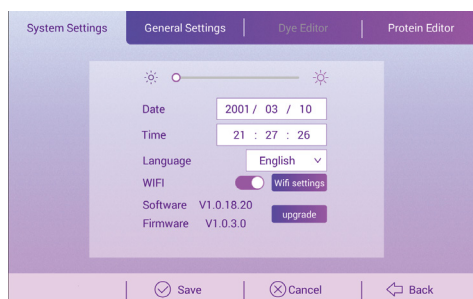 System Settings
General Settings
Dye Editor
Protein Editor
Date 2001 / 03 / 10
Time 21 : 27 : 26
Language English
WIFI Wifi settings
Software V1.0.18.20
upgrade
Firmware V1.0.3.0
Save
Cancel
Back